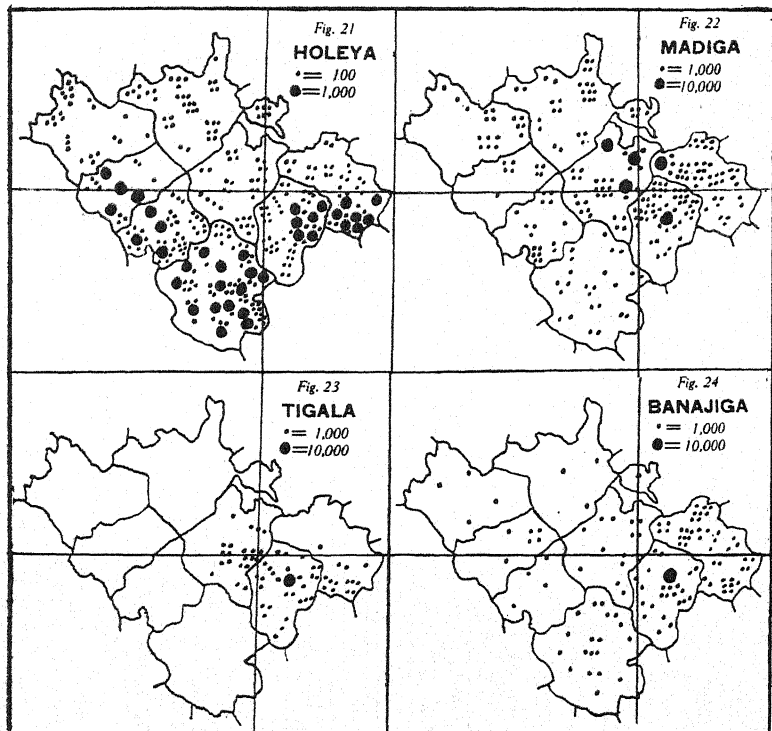 Fig. 21
HOLEYA
• = 100
● = 1,000
Fig. 22
MADIGA
• = 1,000
● = 10,000
Fig. 23
TIGALA
• = 1,000
● = 10,000
Fig. 24
BANAJIGA
• = 1,000
● = 10,000